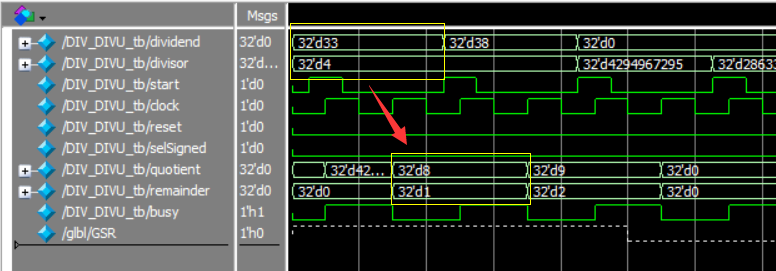 Msgs
/DIV_DIVU_tb/dividend 32'd0 32'd33 32'd38 32'd0
/DIV_DIVU_tb/divisor 32'd... 32'd4 32'd4294967295 32'd28633
/DIV_DIVU_tb/start 1'd0
/DIV_DIVU_tb/clock 1'd0
/DIV_DIVU_tb/reset 1'd0
/DIV_DIVU_tb/selSigned 1'd0
/DIV_DIVU_tb/quotient 32'd0 32'd42... 32'd8 32'd9 32'd0
/DIV_DIVU_tb/remainder 32'd0 32'd0 32'd1 32'd2 32'd0
/DIV_DIVU_tb/busy 1'h1
/glbl/GSR 1'h0